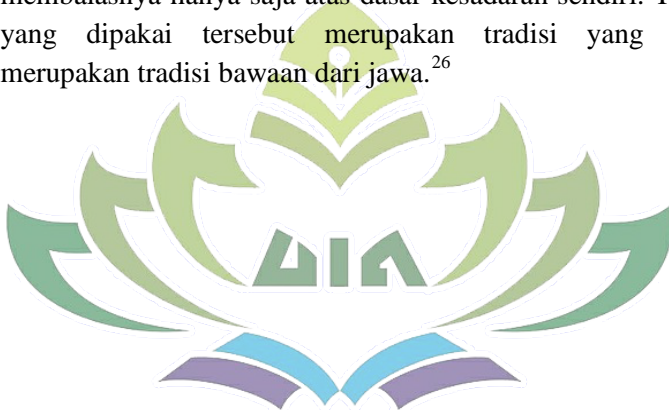 membalasnya hanya saja atas dasar kesadaran sendiri.
yang dipakai tersebut merupakan tradisi yang
merupakan tradisi bawaan dari jawa.26
UIN